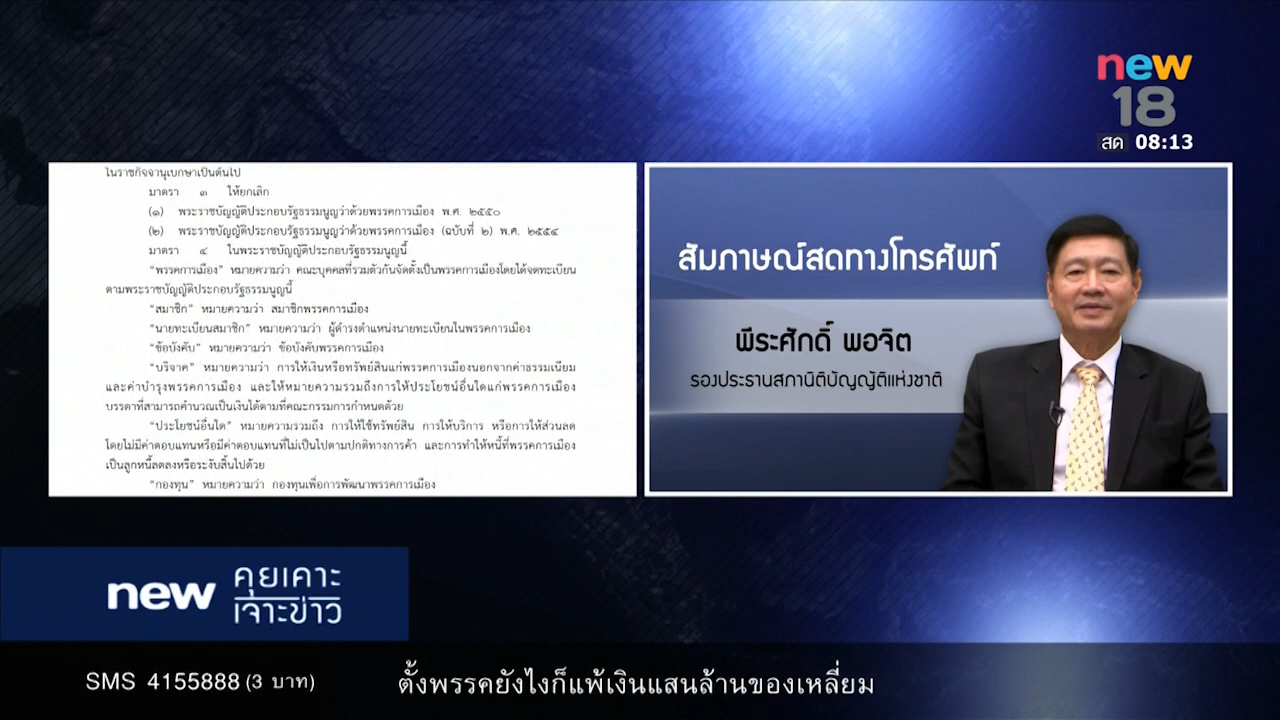 new
18
สด 08:13
ในราชกิจจานุเบกษาเป็นต้นไป
มาตรา ๓ ให้ยกเลิก
(๑) พระราชบัญญัติประกอบรัฐธรรมนูญว่าด้วยพรรคการเมือง พ.ศ. ๒๕๕๐
(๒) พระราชบัญญัติประกอบรัฐธรรมนูญว่าด้วยพรรคการเมือง (ฉบับที่ ๒) พ.ศ. ๒๕๕๔
มาตรา ๔ ในพระราชบัญญัติประกอบรัฐธรรมนูญนี้
“พรรคการเมือง” หมายความว่า คณะบุคคลที่รวมตัวกันจัดตั้งเป็นพรรคการเมืองโดยได้จดทะเบียน
ตามพระราชบัญญัติประกอบรัฐธรรมนูญนี้
“สมาชิก” หมายความว่า สมาชิกพรรคการเมือง
“นายทะเบียนสมาชิก” หมายความว่า ผู้ดำรงตำแหน่งนายทะเบียนในพรรคการเมือง
“ข้อบังคับ” หมายความว่า ข้อบังคับพรรคการเมือง
“บริจาค” หมายความว่า การให้เงินหรือทรัพย์สินแก่พรรคการเมืองนอกจากค่าธรรมเนียม
และค่าบำรุงพรรคการเมือง และให้หมายความรวมถึงการให้ประโยชน์อื่นใดแก่พรรคการเมือง
บรรดาที่สามารถคำนวณเป็นเงินได้ตามที่คณะกรรมการกำหนดด้วย
“ประโยชน์อื่นใด” หมายความรวมถึง การให้ใช้ทรัพย์สิน การให้บริการ หรือการให้ส่วนลด
โดยไม่มีค่าตอบแทนหรือมีค่าตอบแทนที่ไม่เป็นไปตามปกติทางการค้า และการทำให้หนี้ที่พรรคการเมือง
เป็นลูกหนี้ลดลงหรือระงับสิ้นไปด้วย
“กองทุน” หมายความว่า กองทุนเพื่อการพัฒนาพรรคการเมือง
สัมภาษณ์สดทางโทรศัพท์
พีระศักดิ์ พอจิต
รองประธานสภานิติบัญญัติแห่งชาติ
new คุยเคาะ
เจาะข่าว
SMS 4155888 (3 บาท) ตั้งพรรคยังไงก็แพ้เงินแสนล้านของเหลี่ยม